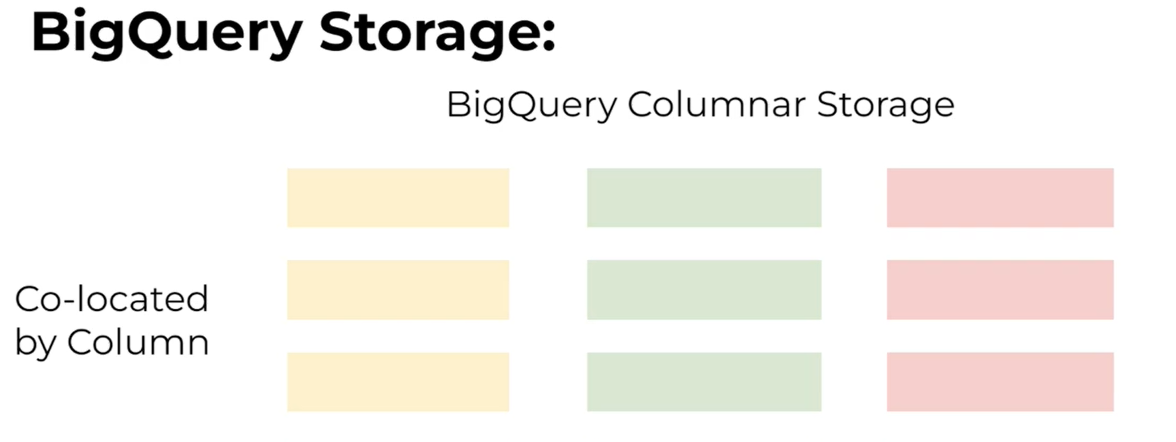 BigQuery Storage:
BigQuery Columnar Storage
Co-located
by Column